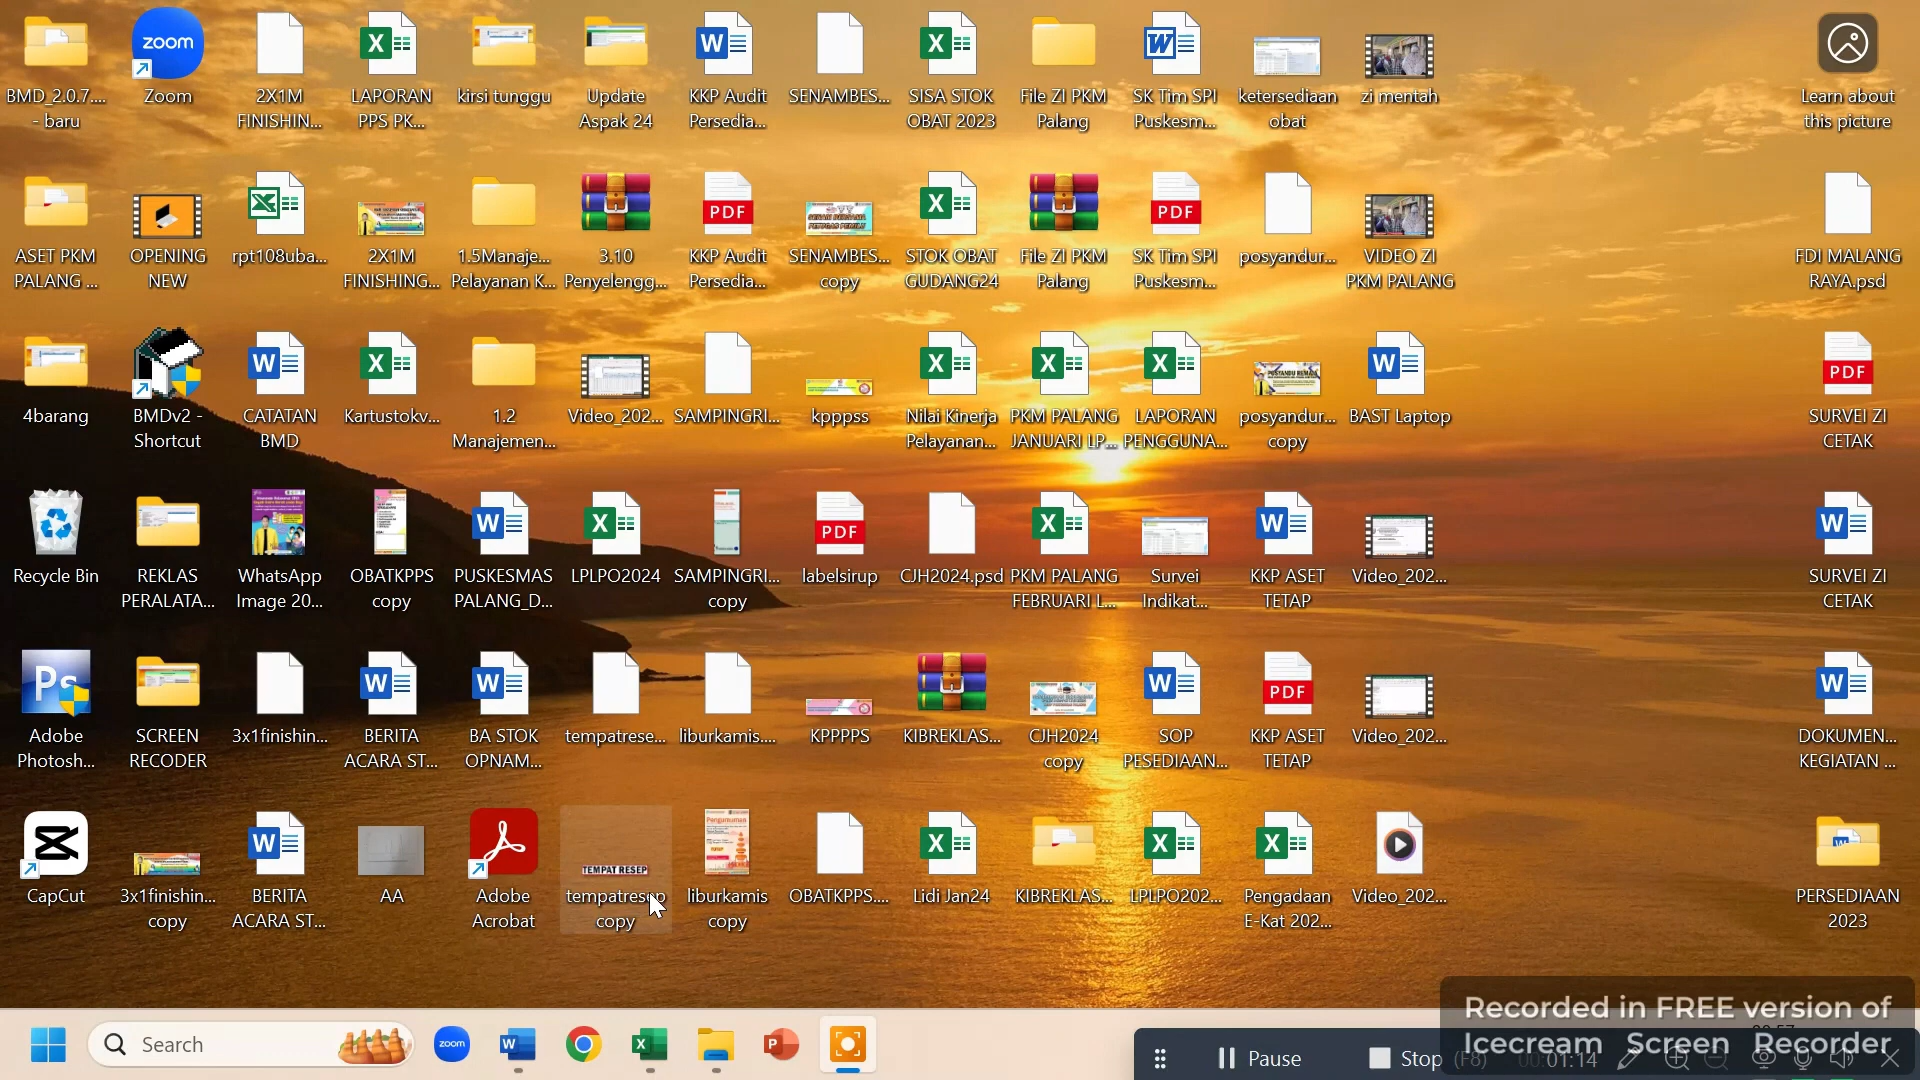 BMD_2.0.7....
- baru
Zoom
2X1M
FINISHIN...
LAPORAN
PPS PK...
kirsi tunggu
Update
Aspak 24
KKP Audit
Persedia...
SENAMBES...
SISA STOK
OBAT 2023
File ZI PKM
Palang
SK Tim SPI
Puskesm...
ketersediaan
obat
zi mentah
Learn about
this picture
ASET PKM
PALANG ...
OPENING
NEW
rpt108uba...
2X1M
FINISHING...
1.5Manaje...
Pelayanan K...
3.10
Penyelengg...
KKP Audit
Persedia...
SENAMBES...
copy
STOK OBAT
GUDANG24
File ZI PKM
Palang
SK Tim SPI
Puskesm...
posyandur...
VIDEO ZI
PKM PALANG
FDI MALANG
RAYA.psd
4barang
BMDv2 -
Shortcut
CATATAN
BMD
Kartustokv...
1.2
Manajemen...
Video_202...
SAMPINGRI...
kpppss
Nilai Kinerja
Pelayanan...
PKM PALANG
JANUARI LP...
LAPORAN
PENGGUNA...
posyandur...
copy
BAST Laptop
SURVEI ZI
CETAK
Recycle Bin
REKLAS
PERALATA...
WhatsApp
Image 20...
OBATKPPS
copy
PUSKESMAS
PALANG_D...
LPLPO2024
SAMPINGRI...
copy
labelsirup
CJH2024.psd
PKM PALANG
FEBRUARI L...
Survei
Indikat...
KKP ASET
TETAP
Video_202...
SURVEI ZI
CETAK
Adobe
Photosh...
SCREEN
RECODER
3x1finishin...
BERITA
ACARA ST...
BA STOK
OPNAM...
tempatrese...
liburkamis....
KPPPPS
KIBREKLAS...
CJH2024
copy
SOP
PESEDIAAN...
KKP ASET
TETAP
Video_202...
DOKUMEN...
KEGIATAN ...
CapCut
3x1finishin...
copy
BERITA
ACARA ST...
AA
Adobe
Acrobat
TEMPAT RESEP
tempatresep
copy
Pengumuman
liburkamis
copy
OBATKPPS....
Lidi Jan24
KIBREKLAS...
LPLPO202...
Pengadaan
E-Kat 202...
Video_202...
PERSEDIAAN
2023
Recorded in FREE version of
Icecream Screen Recorder
Search
zoom
Pause
Stop (F8)
00:01:14